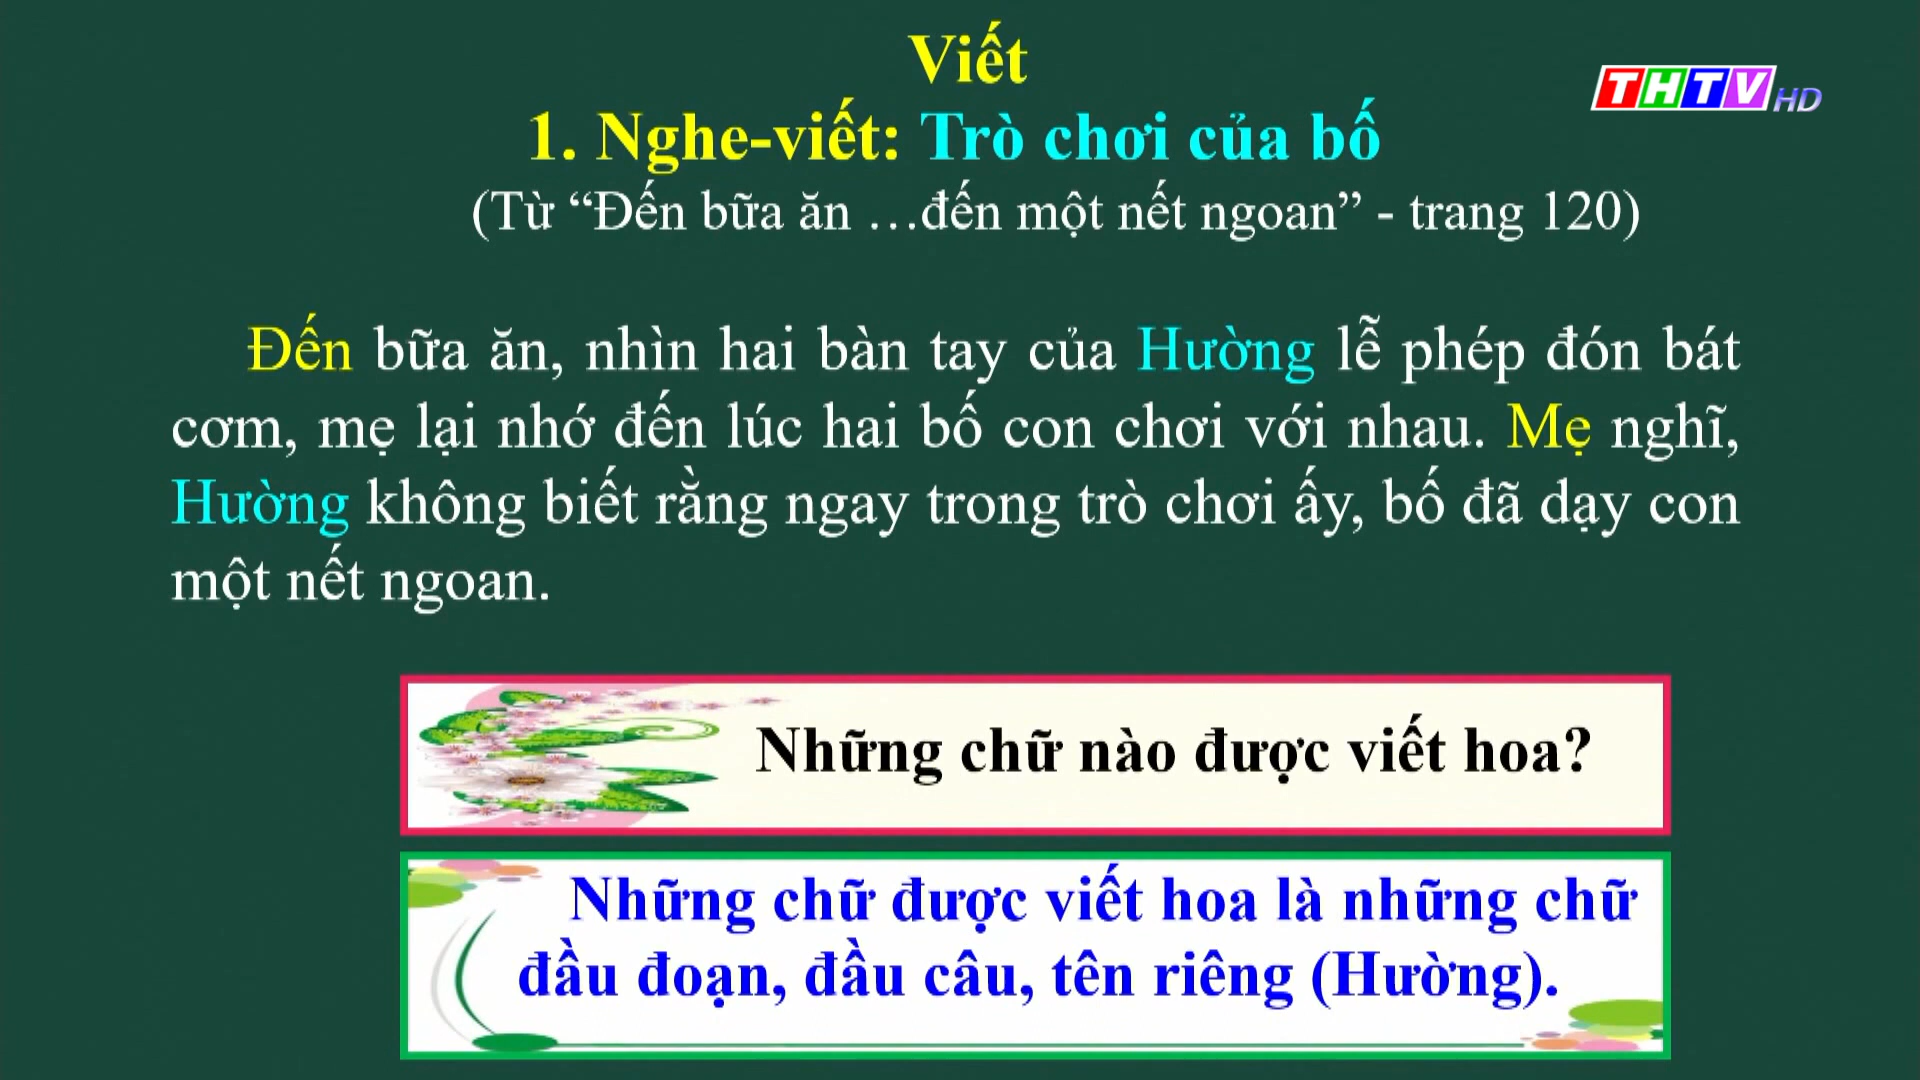 Viết
THTV HD
1. Nghe-viết: Trò chơi của bố
(Từ “Đến bữa ăn …đến một nết ngoan” - trang 120)
Đến bữa ăn, nhìn hai bàn tay của Hường lễ phép đón bát
cơm, mẹ lại nhớ đến lúc hai bố con chơi với nhau. Mẹ nghĩ,
Hường không biết rằng ngay trong trò chơi ấy, bố đã dạy con
một nết ngoan.
Những chữ nào được viết hoa?
Những chữ được viết hoa là những chữ
đầu đoạn, đầu câu, tên riêng (Hường).